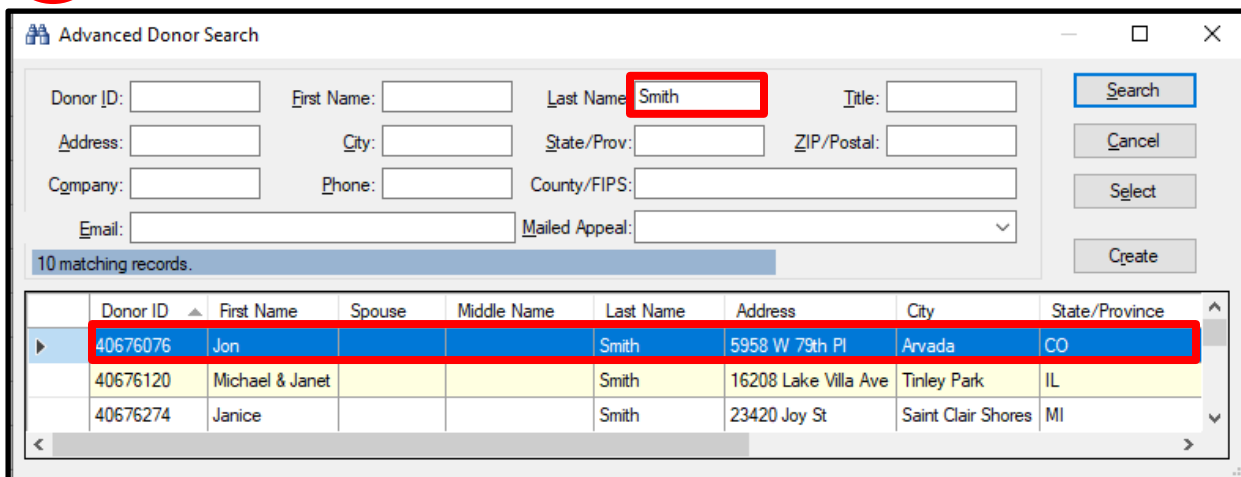 Advanced Donor Search
Donor ID: First Name: Last Name Smith Title: Search
Address: City: State/Prov: ZIP/Postal: Cancel
Company: Phone: County/FIPS: Select
Email: Mailed Appeal:
10 matching records. Create
Donor ID First Name Spouse Middle Name Last Name Address City State/Province
40676076 Jon Smith 5958 W 79th Pl Arvada CO
40676120 Michael & Janet Smith 16208 Lake Villa Ave Tinley Park IL
40676274 Janice Smith 23420 Joy St Saint Clair Shores MI